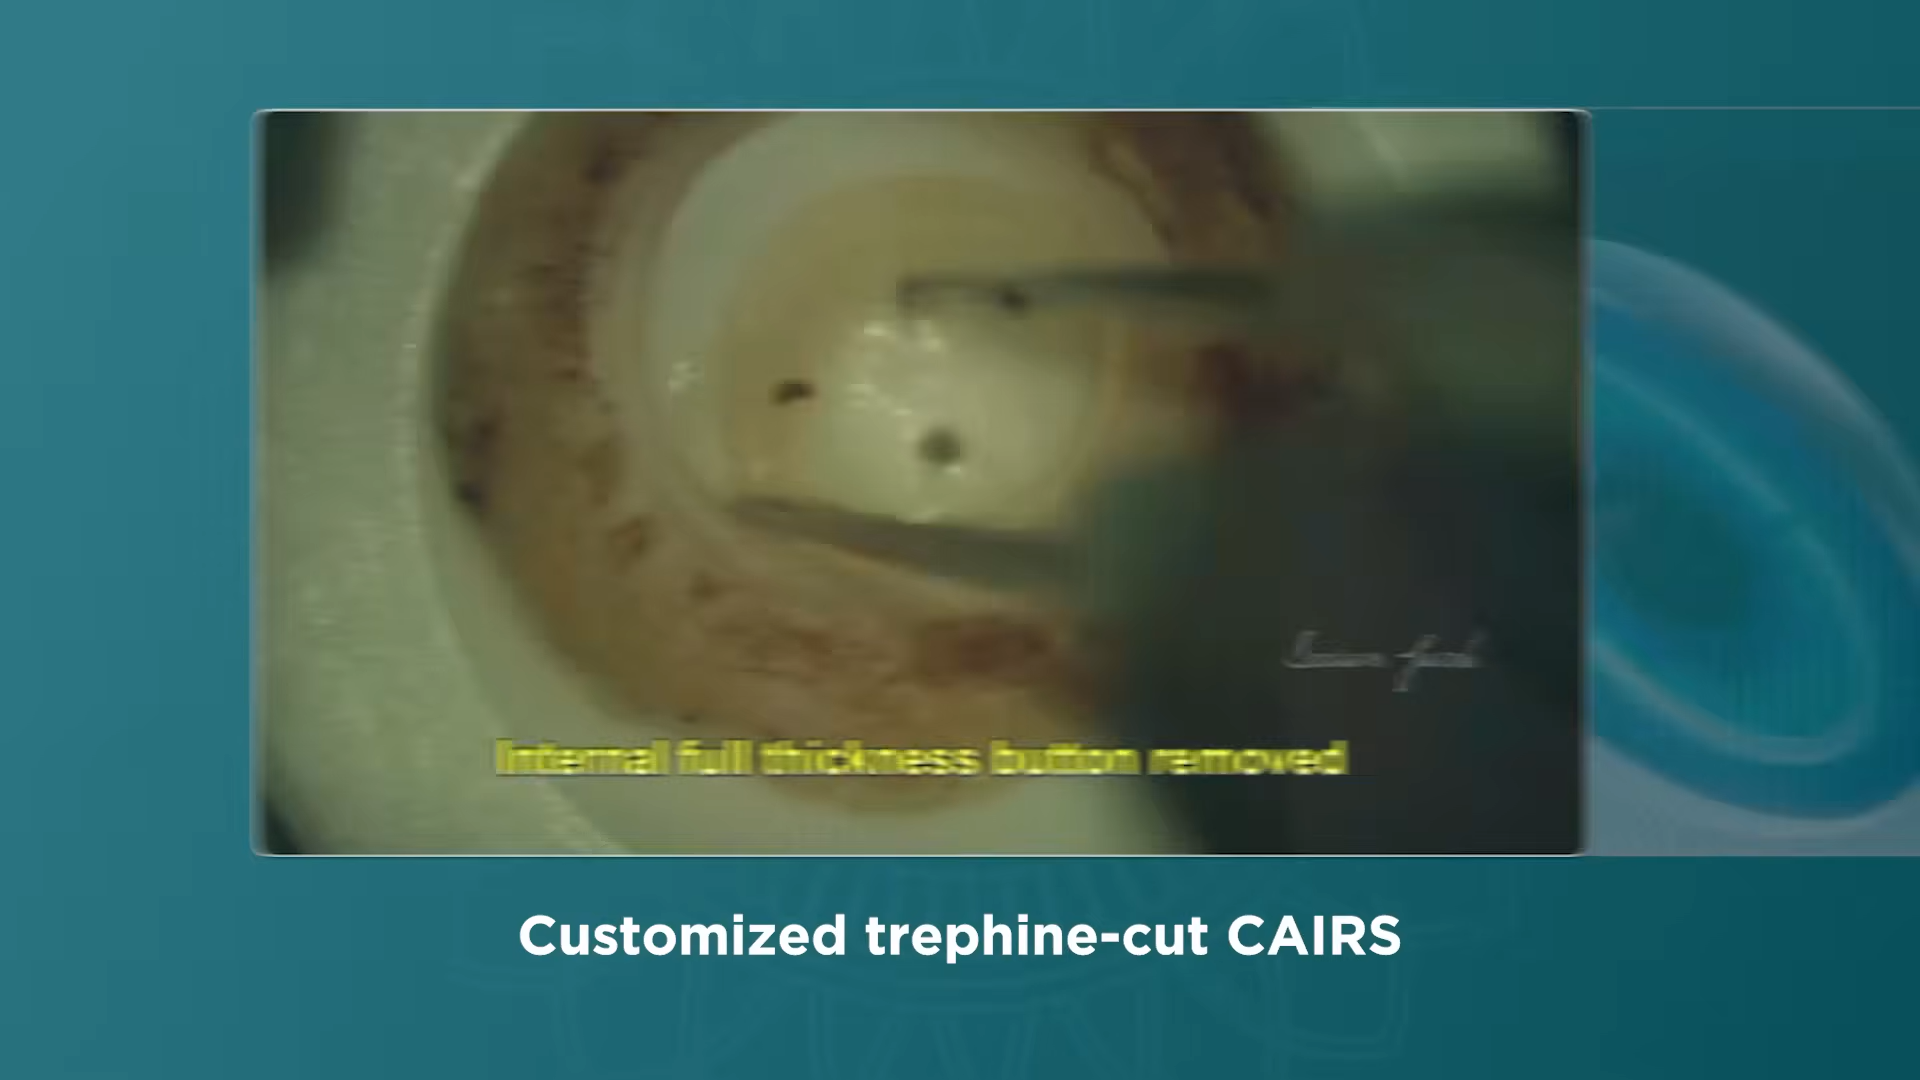 Internal full thickness button removed
Customized trephine-cut CAIRS